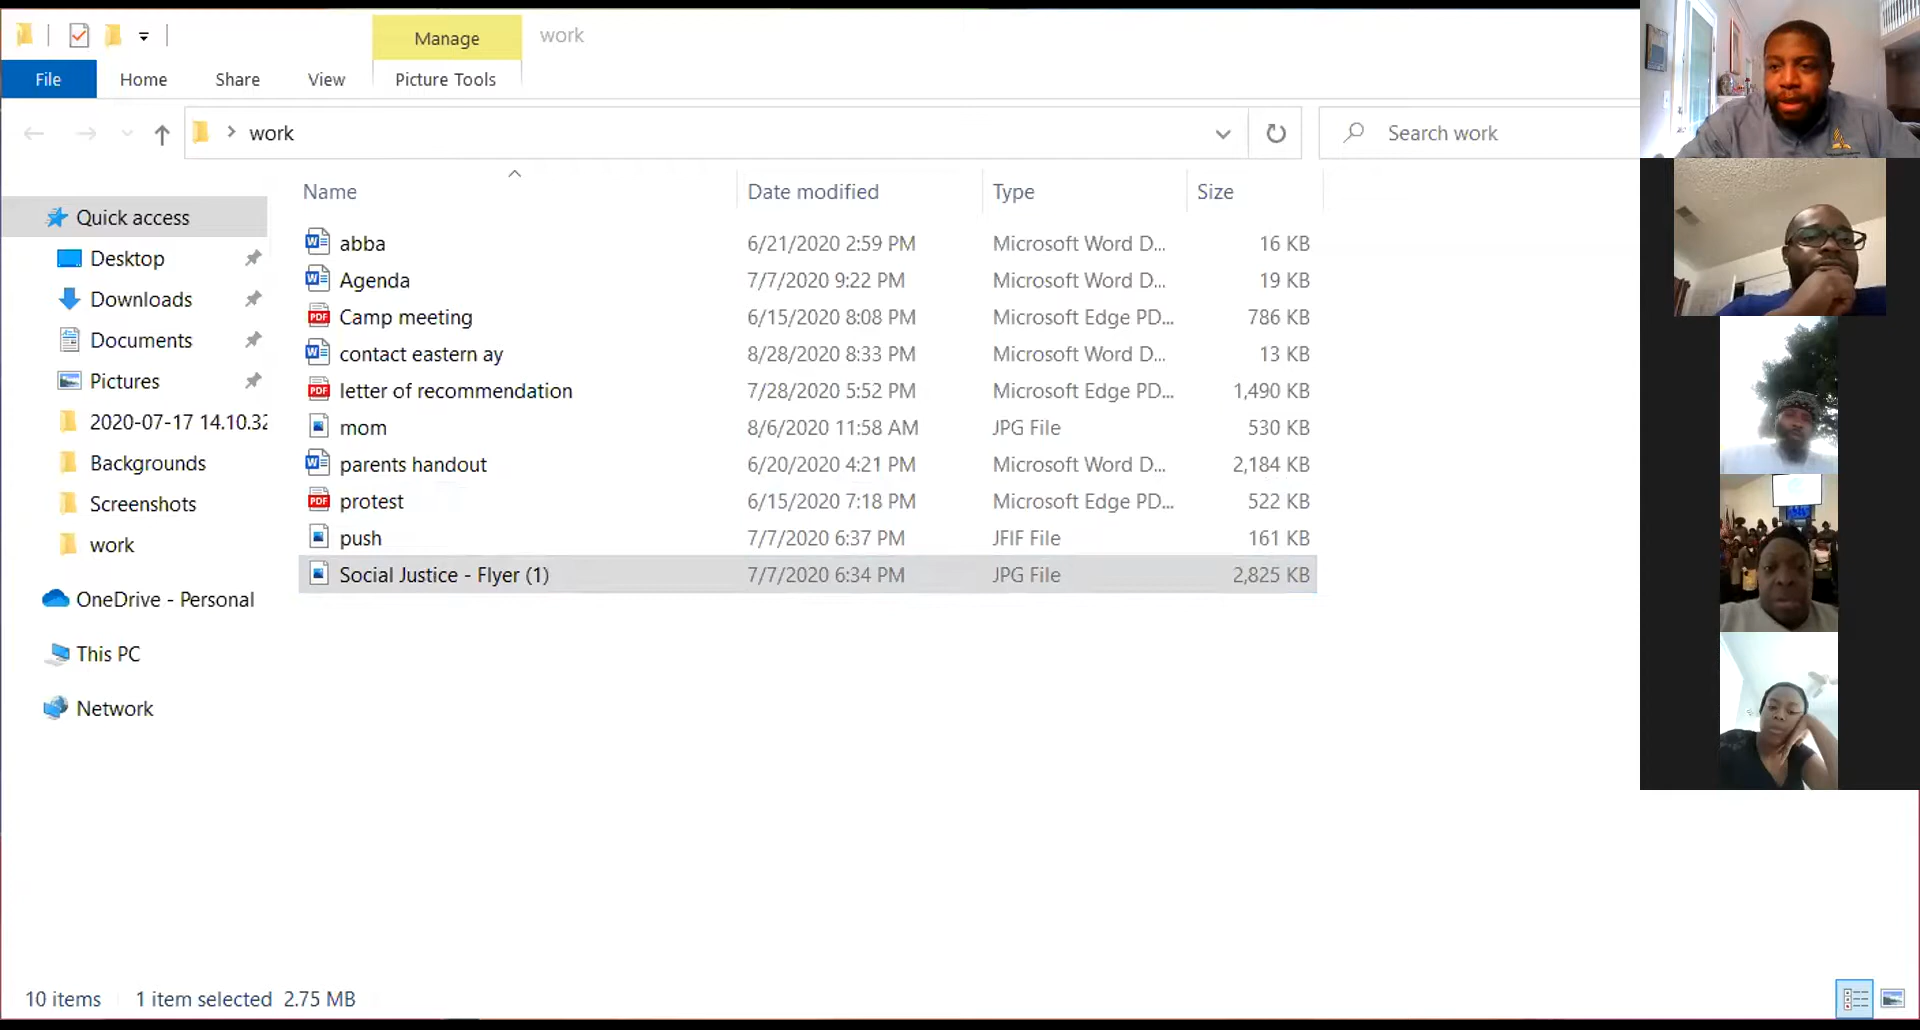 work
Manage
File
Home
Share
View
Picture Tools
work
Search work
Name
Date modified
Type
Size
Quick access
Desktop
Downloads
Documents
Pictures
2020-07-17 14.10.32
Backgrounds
Screenshots
work
OneDrive - Personal
This PC
Network
abba 6/21/2020 2:59 PM Microsoft Word D... 16 KB
Agenda 7/7/2020 9:22 PM Microsoft Word D... 19 KB
Camp meeting 6/15/2020 8:08 PM Microsoft Edge PD... 786 KB
contact eastern ay 8/28/2020 8:33 PM Microsoft Word D... 13 KB
letter of recommendation 7/28/2020 5:52 PM Microsoft Edge PD... 1,490 KB
mom 8/6/2020 11:58 AM JPG File 530 KB
parents handout 6/20/2020 4:21 PM Microsoft Word D... 2,184 KB
protest 6/15/2020 7:18 PM Microsoft Edge PD... 522 KB
push 7/7/2020 6:37 PM JFIF File 161 KB
Social Justice - Flyer (1) 7/7/2020 6:34 PM JPG File 2,825 KB
10 items 1 item selected 2.75 MB